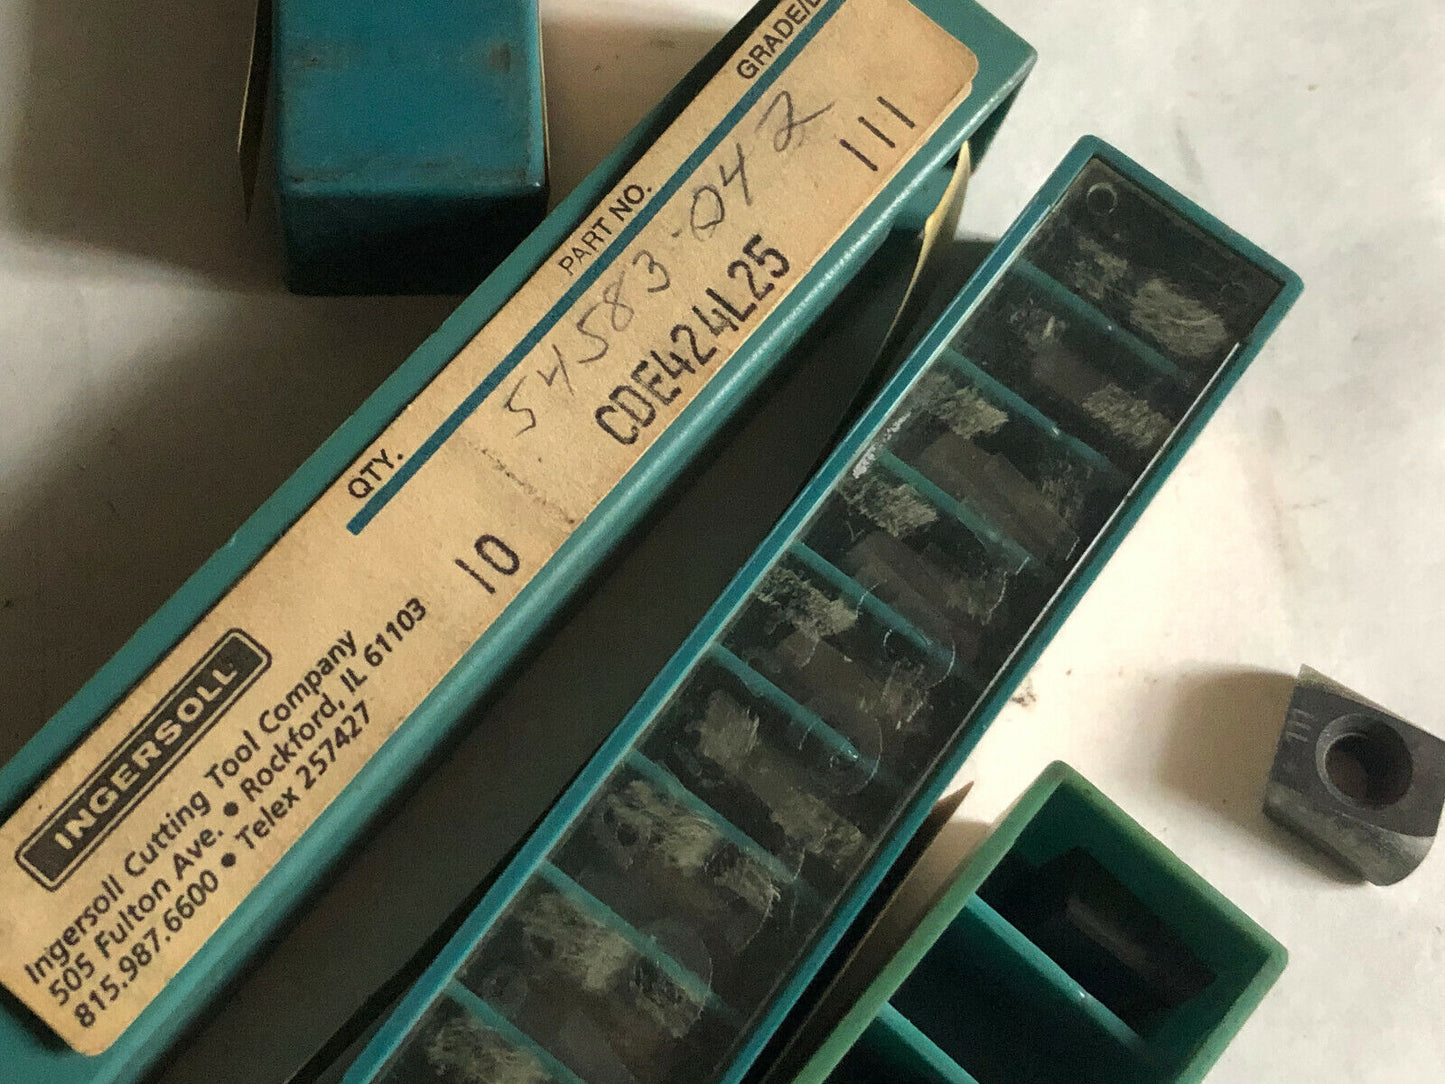 QTY. PART NO. GRADE/
54583-042
10 CDE424L25 111
INGERSOLL
Ingersoll Cutting Tool Company
505 Fulton Ave. • Rockford, IL 61103
815.987.6600 • Telex 257427
111